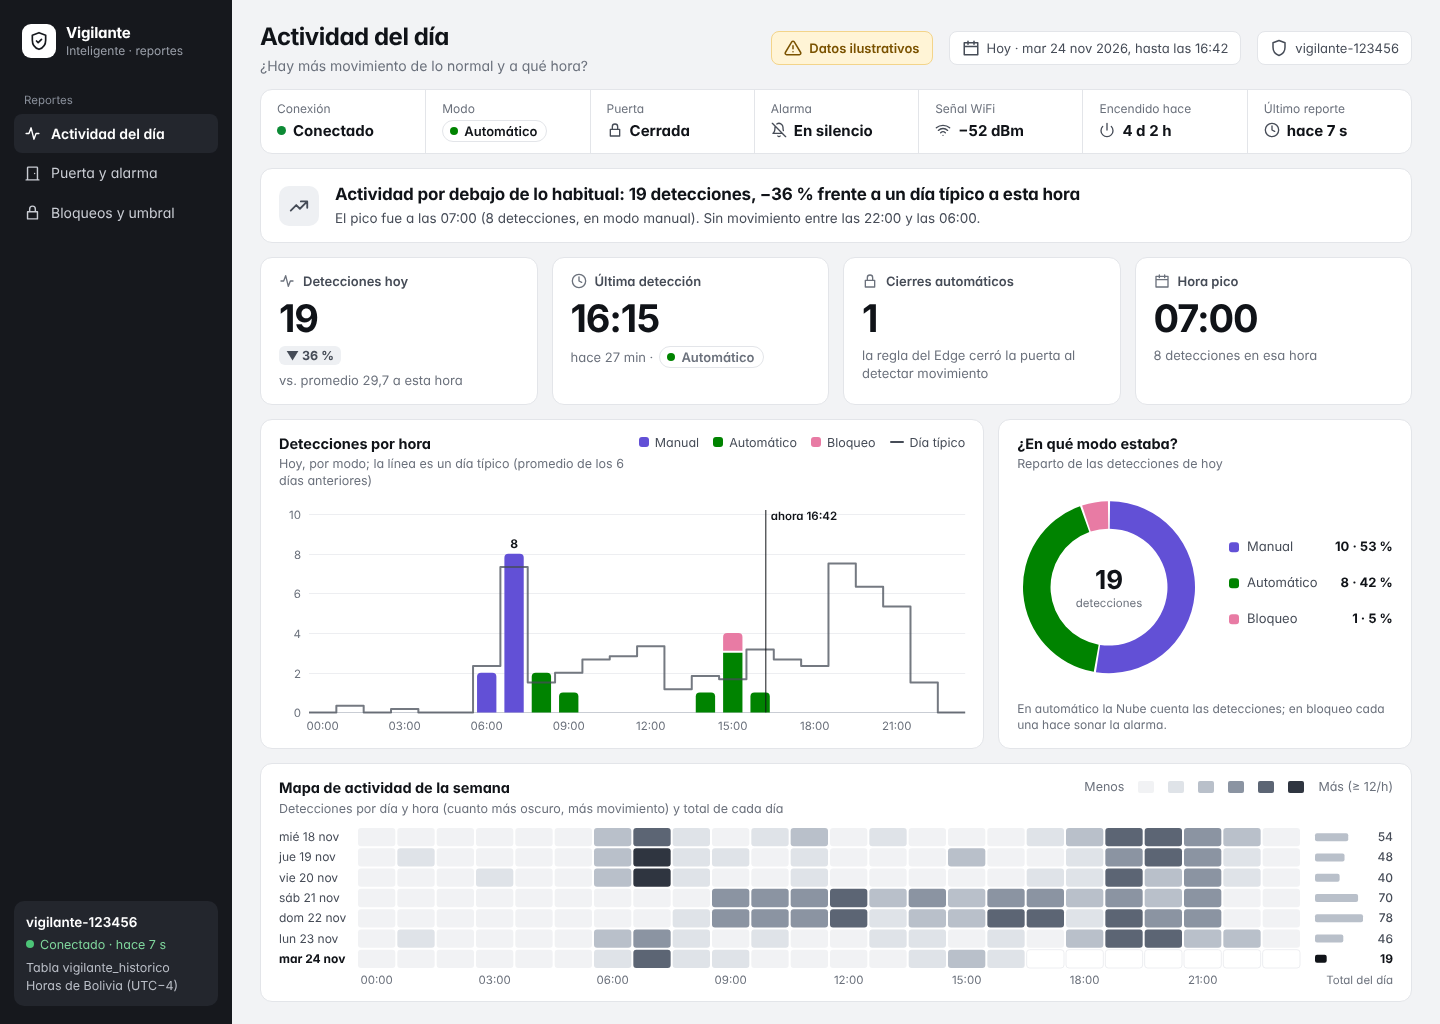 Vigilante
Inteligente · reportes
Reportes
Actividad del día
Puerta y alarma
Bloqueos y umbral
vigilante-123456
Conectado · hace 7 s
Tabla vigilante_historico
Horas de Bolivia (UTC−4)
Actividad del día
¿Hay más movimiento de lo normal y a qué hora?
Datos ilustrativos
Hoy · mar 24 nov 2026, hasta las 16:42
vigilante-123456
Conexión
Conectado
Modo
Automático
Puerta
Cerrada
Alarma
En silencio
Señal WiFi
−52 dBm
Encendido hace
4 d 2 h
Último reporte
hace 7 s
Actividad por debajo de lo habitual: 19 detecciones, −36 % frente a un día típico a esta hora
El pico fue a las 07:00 (8 detecciones, en modo manual). Sin movimiento entre las 22:00 y las 06:00.
Detecciones hoy
19
▼ 36 %
vs. promedio 29,7 a esta hora
Última detección
16:15
hace 27 min · Automático
Cierres automáticos
1
la regla del Edge cerró la puerta al
detectar movimiento
Hora pico
07:00
8 detecciones en esa hora
Detecciones por hora
Hoy, por modo; la línea es un día típico (promedio de los 6
días anteriores)
Manual Automático Bloqueo Día típico
10
8
6
4
2
0
8
ahora 16:42
00:00 03:00 06:00 09:00 12:00 15:00 18:00 21:00
¿En qué modo estaba?
Reparto de las detecciones de hoy
19
detecciones
Manual 10 · 53 %
Automático 8 · 42 %
Bloqueo 1 · 5 %
En automático la Nube cuenta las detecciones; en bloqueo cada
una hace sonar la alarma.
Mapa de actividad de la semana
Detecciones por día y hora (cuanto más oscuro, más movimiento) y total de cada día
Menos Más (≥ 12/h)
mié 18 nov 54
jue 19 nov 48
vie 20 nov 40
sáb 21 nov 70
dom 22 nov 78
lun 23 nov 46
mar 24 nov 19
00:00 03:00 06:00 09:00 12:00 15:00 18:00 21:00 Total del día